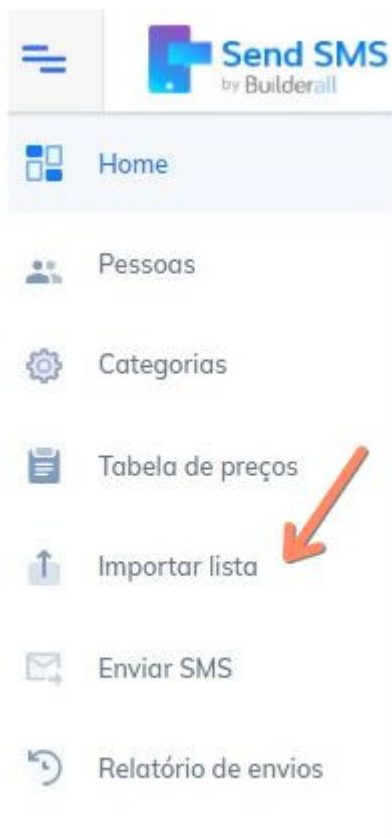 Send SMS
by Builderall
Home
Pessoas
Categorias
Tabela de preços
Importar lista
Enviar SMS
Relatório de envios